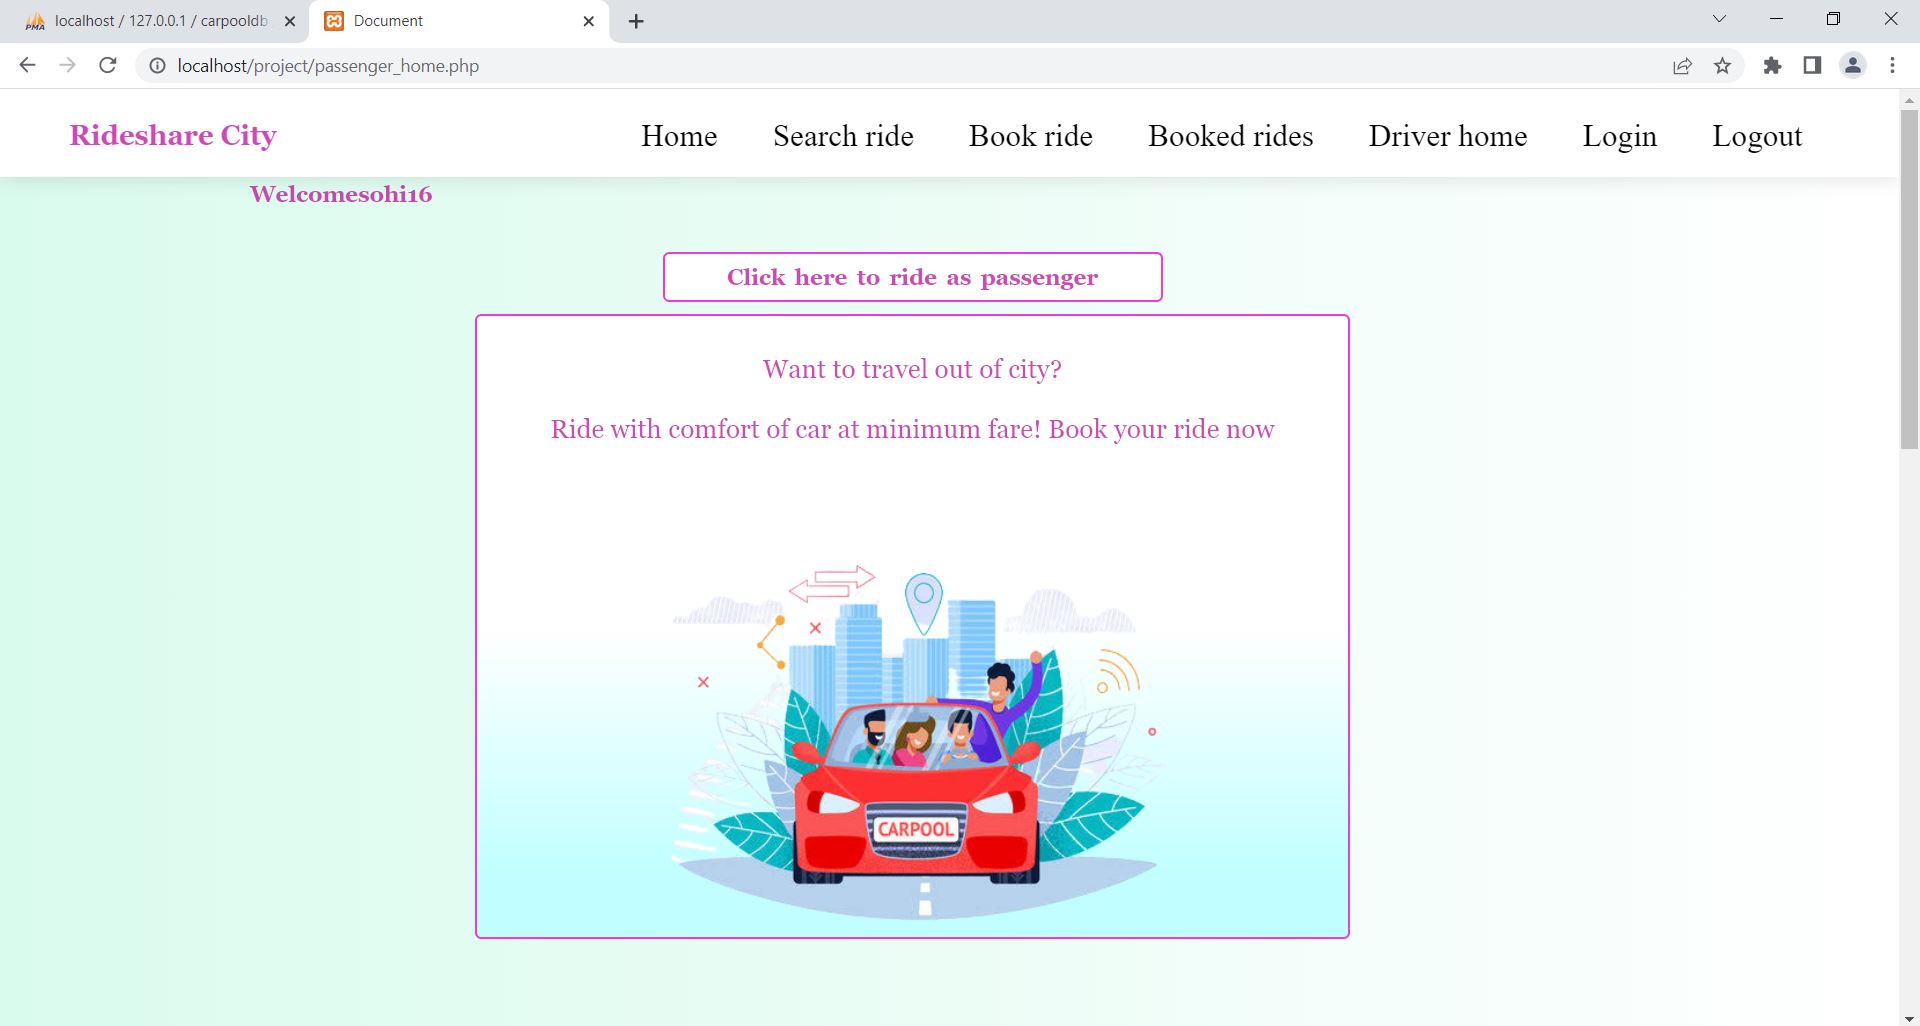 localhost / 127.0.0.1 / carpooldb
Document
localhost/project/passenger_home.php
Rideshare City
Home
Search ride
Book ride
Booked rides
Driver home
Login
Logout
Welcomesohi16
Click here to ride as passenger
Want to travel out of city?
Ride with comfort of car at minimum fare! Book your ride now
CARPOOL